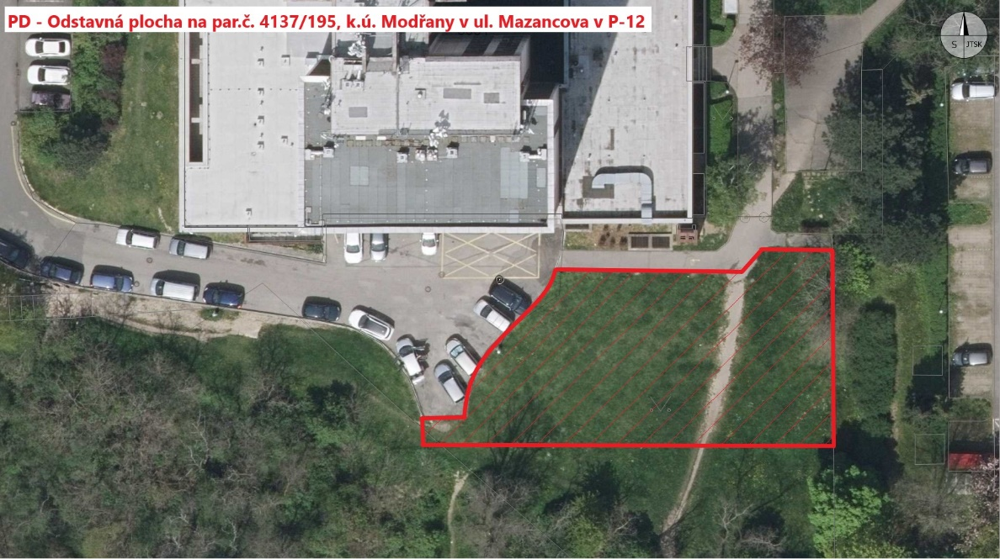 PD - Odstavná plocha na par.č. 4137/195, k.ú. Modřany v ul. Mazancova v P-12
S JTSK